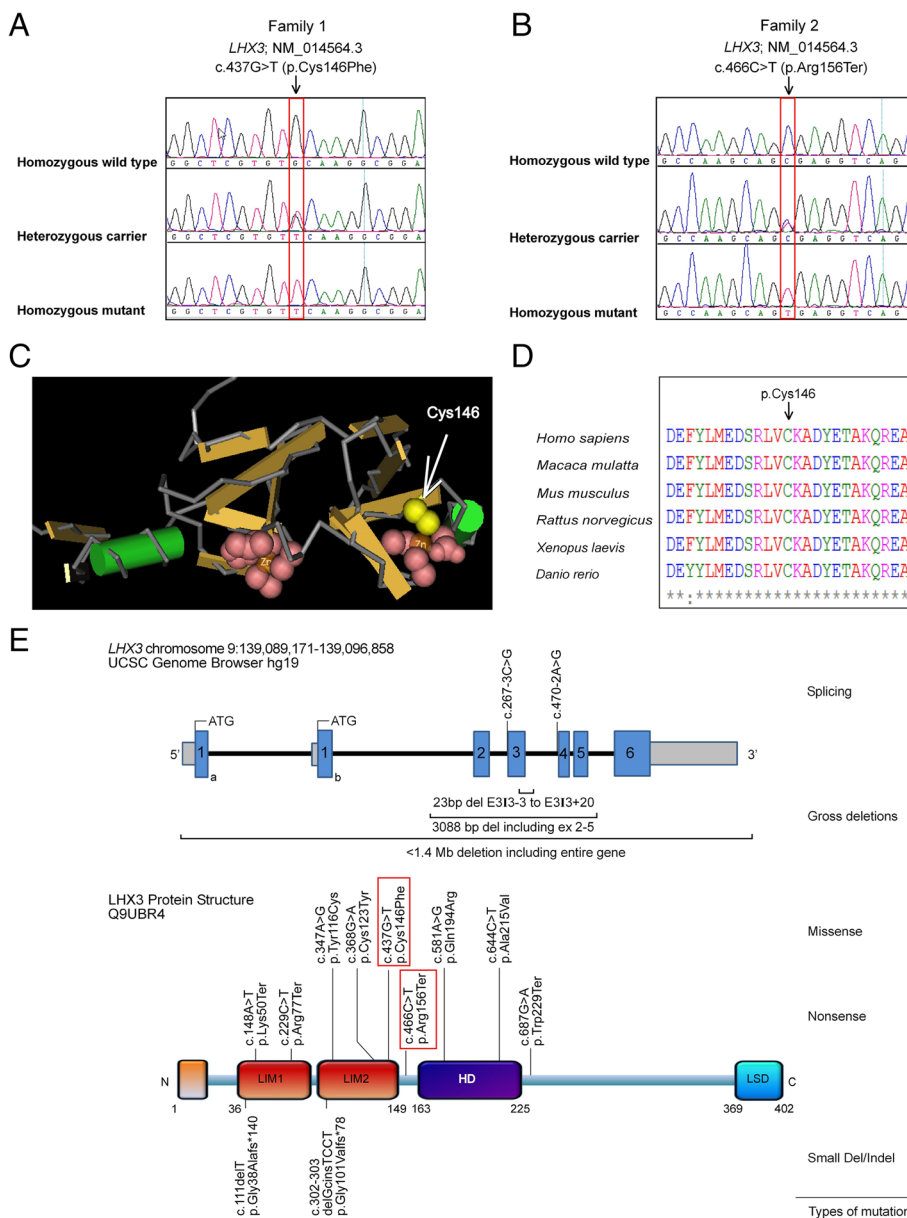 A
Family 1
LHX3; NM_014564.3
c.437G>T (p.Cys146Phe)
Homozygous wild type
G G C T C G T G T G C A A G G C G G A
Heterozygous carrier
G G C T C G T G T T C A A G G C G G A
Homozygous mutant
G G C T C G T G T T C A A G G C G G A
B
Family 2
LHX3; NM_014564.3
c.466C>T (p.Arg156Ter)
Homozygous wild type
G C C A A G C A G C G A G G T C A G
Heterozygous carrier
G C C A A G C A G C G A G G T C A G
Homozygous mutant
G C C A A G C A G T G A G G T C A G
C
Cys146
Zn
Zn
D
p.Cys146
Homo sapiens DEFYLMEDSRLVCKADYETAKQREA
Macaca mulatta DEFYLMEDSRLVCKADYETAKQREA
Mus musculus DEFYLMEDSRLVCKADYETAKQREA
Rattus norvegicus DEFYLMEDSRLVCKADYETAKQREA
Xenopus laevis DEFYLMEDSRLVCKADYETAKQREA
Danio rerio DEYYLMEDSRLVCKADYETAKQREA
**:**********************
E
LHX3 chromosome 9:139,089,171-139,096,858
UCSC Genome Browser hg19
Splicing
c.267-3C>G
c.470-2A>G
ATG
ATG
5'
1
1
2
3
4
5
6
3'
a
b
23bp del E3I3-3 to E3I3+20
3088 bp del including ex 2-5
Gross deletions
<1.4 Mb deletion including entire gene
LHX3 Protein Structure
Q9UBR4
Missense
c.347A>G
p.Tyr116Cys
c.368G>A
p.Cys123Tyr
c.437G>T
p.Cys146Phe
c.581A>G
p.Gln194Arg
c.644C>T
p.Ala215Val
Nonsense
c.148A>T
p.Lys50Ter
c.229C>T
p.Arg77Ter
c.466C>T
p.Arg156Ter
c.687G>A
p.Trp229Ter
N
LIM1
LIM2
HD
LSD
C
1
36
149
163
225
369
402
c.111delT
p.Gly38Alafs*140
c.302-303
delGcinsTCCT
p.Gly101Valfs*78
Small Del/Indel
Types of mutation